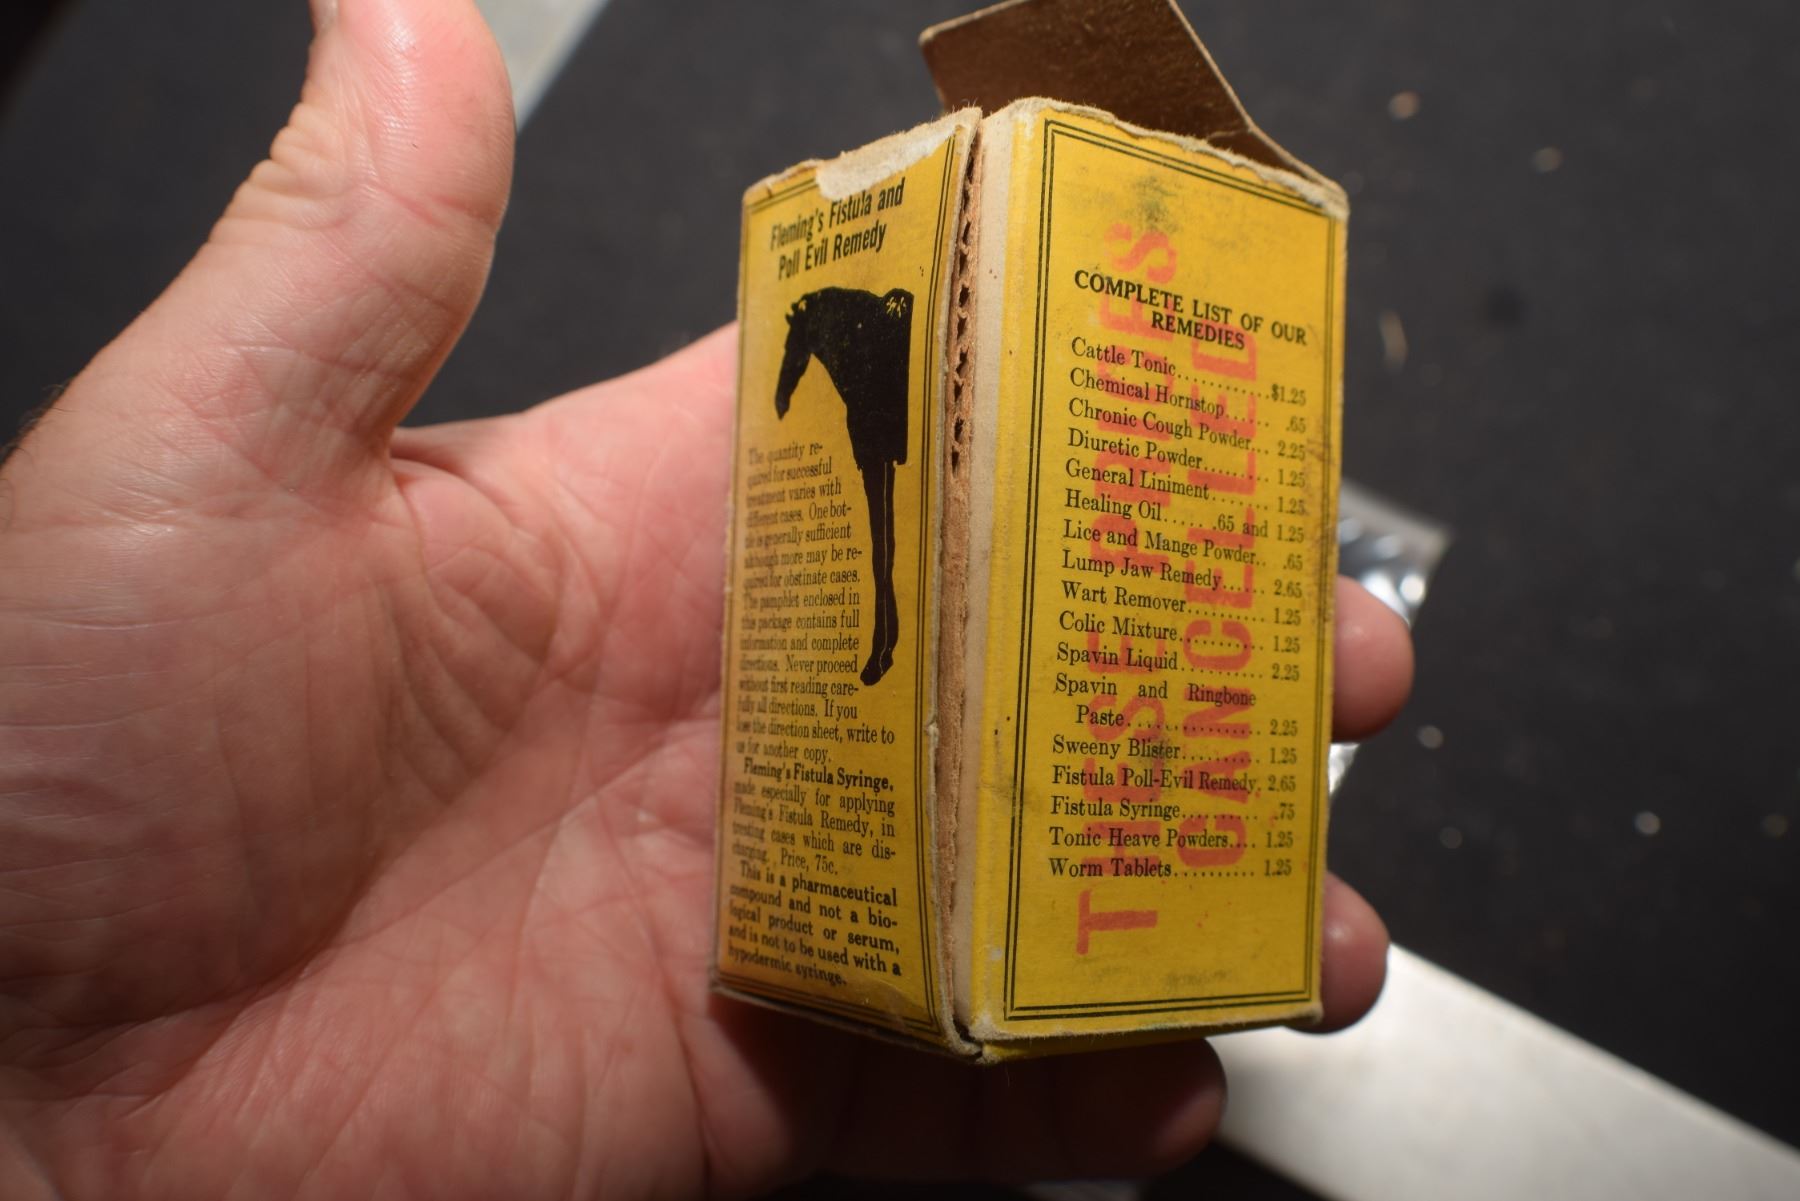 Fleming's Fistula and
Poll Evil Remedy
The quantity re-
quired for successful
treatment varies with
different cases. One bot-
tle is generally sufficient
although more may be re-
quired for obstinate cases.
The pamphlet enclosed in
this package contains full
information and complete
directions. Never proceed
without first reading care-
fully all directions. If you
lose the direction sheet, write to
us for another copy.
Fleming's Fistula Syringe,
made especially for applying
Fleming's Fistula Remedy, in
treating cases which are dis-
charging. Price, 75c.
This is a pharmaceutical
compound and not a bio-
logical product or serum,
and is not to be used with a
hypodermic syringe.
COMPLETE LIST OF OUR
REMEDIES
Cattle Tonic..........$1.25
Chemical Hornstop..... .65
Chronic Cough Powder... 2.25
Diuretic Powder....... 1.25
General Liniment...... 1.25
Healing Oil..... .65 and 1.25
Lice and Mange Powder.. .65
Lump Jaw Remedy...... 2.65
Wart Remover......... 1.25
Colic Mixture.......... 1.25
Spavin Liquid.......... 2.25
Spavin and Ringbone
Paste............... 2.25
Sweeny Blister......... 1.25
Fistula Poll-Evil Remedy. 2.65
Fistula Syringe......... .75
Tonic Heave Powders.... 1.25
Worm Tablets.......... 1.25
THESE PRICES
CANCELLED